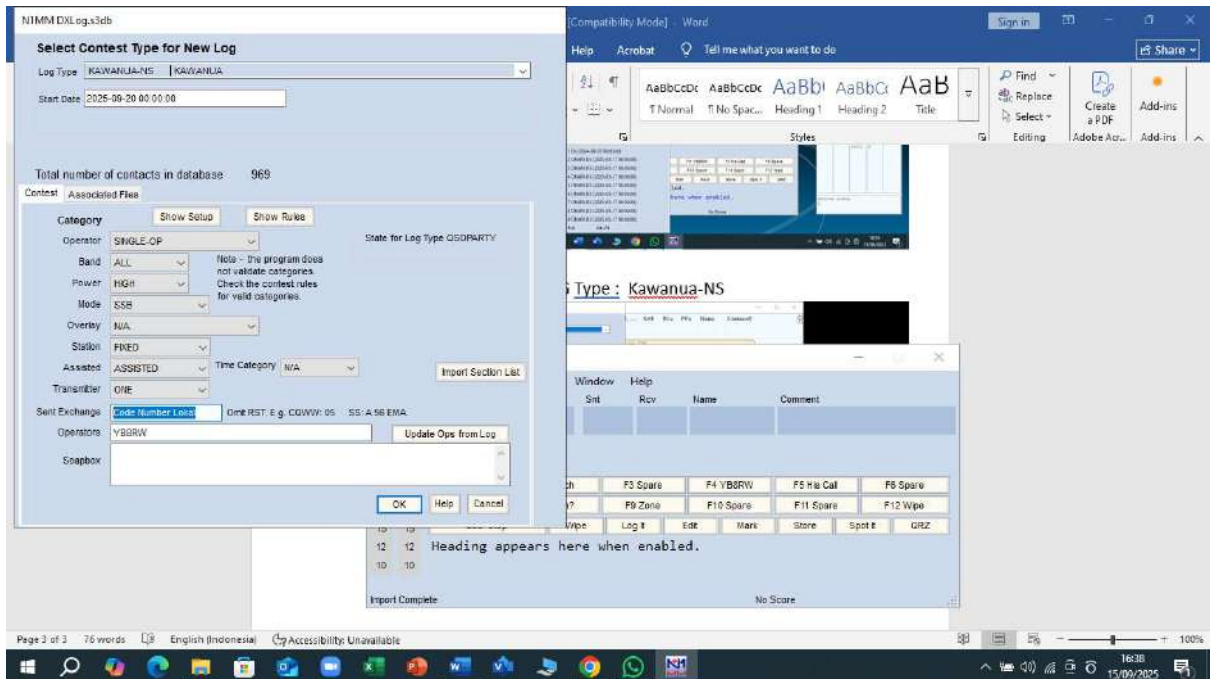 N1MM DXLog.s3db
Select Contest Type for New Log
Log Type KAWANUA-NS KAWANUA
Start Date 2025-09-20 00:00:00
Total number of contacts in database 969
Contest Associated Files
Category Show Setup Show Rules
Operator SINGLE-OP
State for Log Type QSOPARTY
Band ALL
Note - the program does
not validate categories.
Check the contest rules
for valid categories.
Power HIGH
Mode SSB
Overlay N/A
Station FIXED
Assisted ASSISTED Time Category N/A
Import Section List
Transmitter ONE
Sent Exchange Code Number Lokal Omit RST. E.g. CQWW: 05 SS: A 56 EMA
Operators YB8RW Update Ops from Log
Soapbox
OK Help Cancel
[Compatibility Mode] - Word
Sign in
Help Acrobat Tell me what you want to do
Share
AaBbCcDc AaBbCcDc AaBb( AaBbCc AaB
¶ Normal ¶ No Spac... Heading 1 Heading 2 Title
Styles
Find
Replace
Select
Editing
Create
a PDF
Adobe Acr...
Add-ins
Add-ins
Type : Kawanua-NS
Window Help
Snt Rcv Name Comment
F3 Spare F4 YB8RW F5 His Call F6 Spare
F9 Zone F10 Spare F11 Spare F12 Wipe
Wipe Log It Edit Mark Store Spot It QRZ
15 15
12 12 Heading appears here when enabled.
10 10
Import Complete No Score
Page 3 of 3 76 words English (Indonesia) Accessibility: Unavailable
100%
16:38
15/09/2025